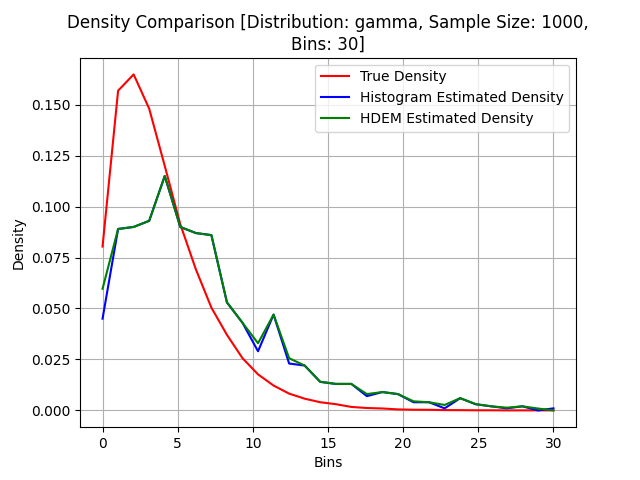 Density Comparison [Distribution: gamma, Sample Size: 1000,
Bins: 30]
True Density
Histogram Estimated Density
HDEM Estimated Density
Density
0.150
0.125
0.100
0.075
0.050
0.025
0.000
0 5 10 15 20 25 30
Bins